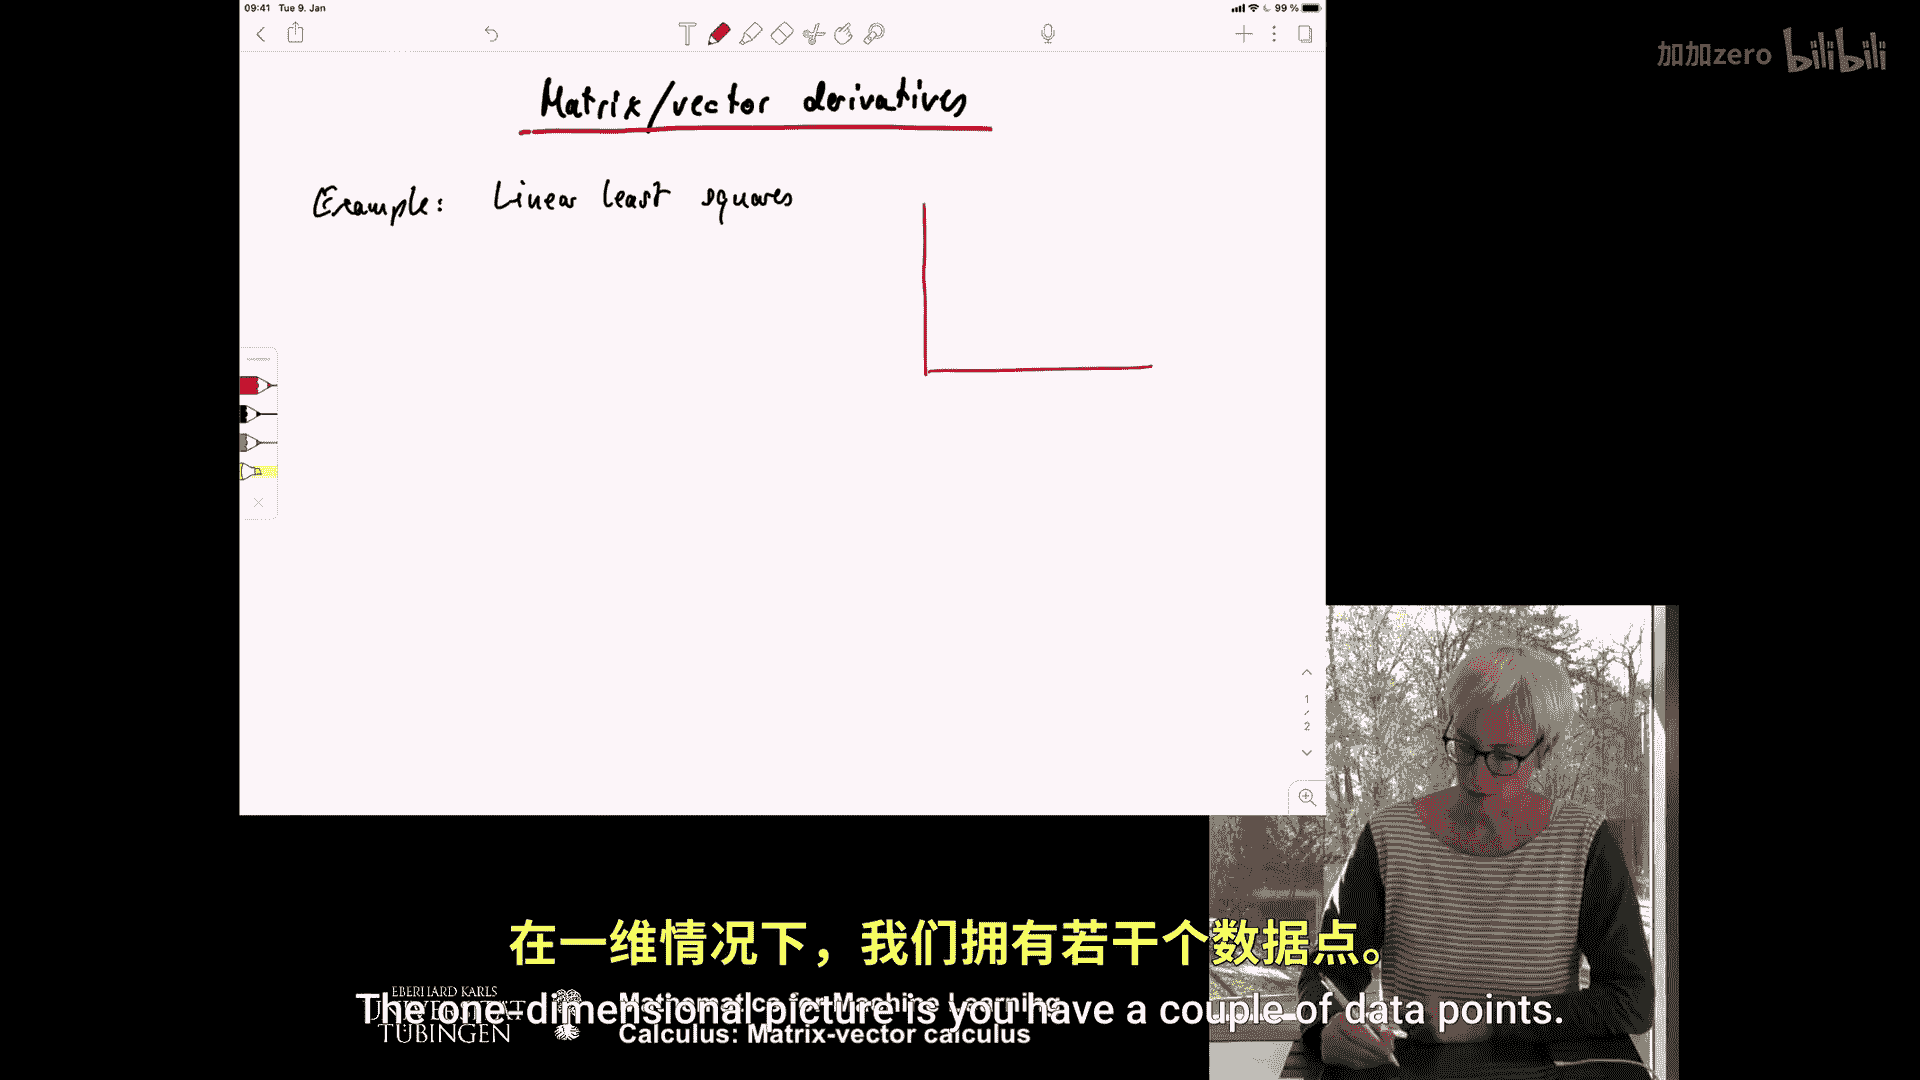 09:41 Tue 9. Jan
99 %
加加zero bilibili
Matrix/vector derivatives
Example: Linear least squares
1
2
在一维情况下，我们拥有若干个数据点。
The one-dimensional picture is you have a couple of data points.
EBERHARD KARLS
UNIVERSITÄT
TÜBINGEN
Mathematics for Machine Learning
Calculus: Matrix-vector calculus